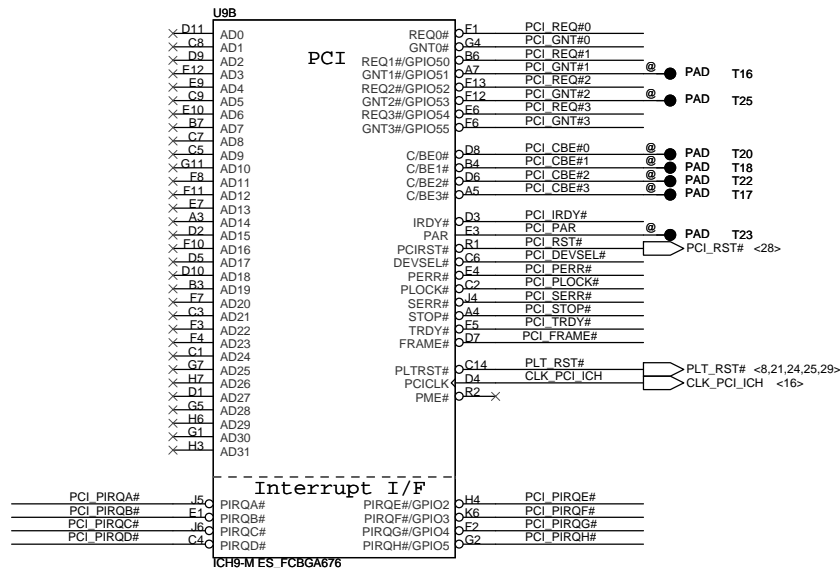 U9B
PCI
D11 AD0 REQ0# F1 PCI_REQ#0
C8 AD1 GNT0# G4 PCI_GNT#0
D9 AD2 REQ1#/GPIO50 B6 PCI_REQ#1
E12 AD3 GNT1#/GPIO51 A7 PCI_GNT#1 @ PAD T16
E9 AD4 REQ2#/GPIO52 F13 PCI_REQ#2
C9 AD5 GNT2#/GPIO53 F12 PCI_GNT#2 @ PAD T25
E10 AD6 REQ3#/GPIO54 E6 PCI_REQ#3
B7 AD7 GNT3#/GPIO55 F6 PCI_GNT#3
C7 AD8
C5 AD9 C/BE0# D8 PCI_CBE#0 @ PAD T20
G11 AD10 C/BE1# B4 PCI_CBE#1 @ PAD T18
F8 AD11 C/BE2# D6 PCI_CBE#2 @ PAD T22
F11 AD12 C/BE3# A5 PCI_CBE#3 @ PAD T17
E7 AD13
A3 AD14 IRDY# D3 PCI_IRDY#
D2 AD15 PAR E3 PCI_PAR @ PAD T23
F10 AD16 PCIRST# R1 PCI_RST# PCI_RST# <28>
D5 AD17 DEVSEL# C6 PCI_DEVSEL#
D10 AD18 PERR# E4 PCI_PERR#
B3 AD19 PLOCK# C2 PCI_PLOCK#
F7 AD20 SERR# J4 PCI_SERR#
C3 AD21 STOP# A4 PCI_STOP#
F3 AD22 TRDY# F5 PCI_TRDY#
F4 AD23 FRAME# D7 PCI_FRAME#
C1 AD24
G7 AD25 PLTRST# C14 PLT_RST# PLT_RST# <8,21,24,25,29>
H7 AD26 PCICLK D4 CLK_PCI_ICH CLK_PCI_ICH <16>
D1 AD27 PME# R2
G5 AD28
H6 AD29
G1 AD30
H3 AD31
Interrupt I/F
PCI_PIRQA# J5 PIRQA# PIRQE#/GPIO2 H4 PCI_PIRQE#
PCI_PIRQB# E1 PIRQB# PIRQF#/GPIO3 K6 PCI_PIRQF#
PCI_PIRQC# J6 PIRQC# PIRQG#/GPIO4 F2 PCI_PIRQG#
PCI_PIRQD# C4 PIRQD# PIRQH#/GPIO5 G2 PCI_PIRQH#
ICH9-M ES_FCBGA676